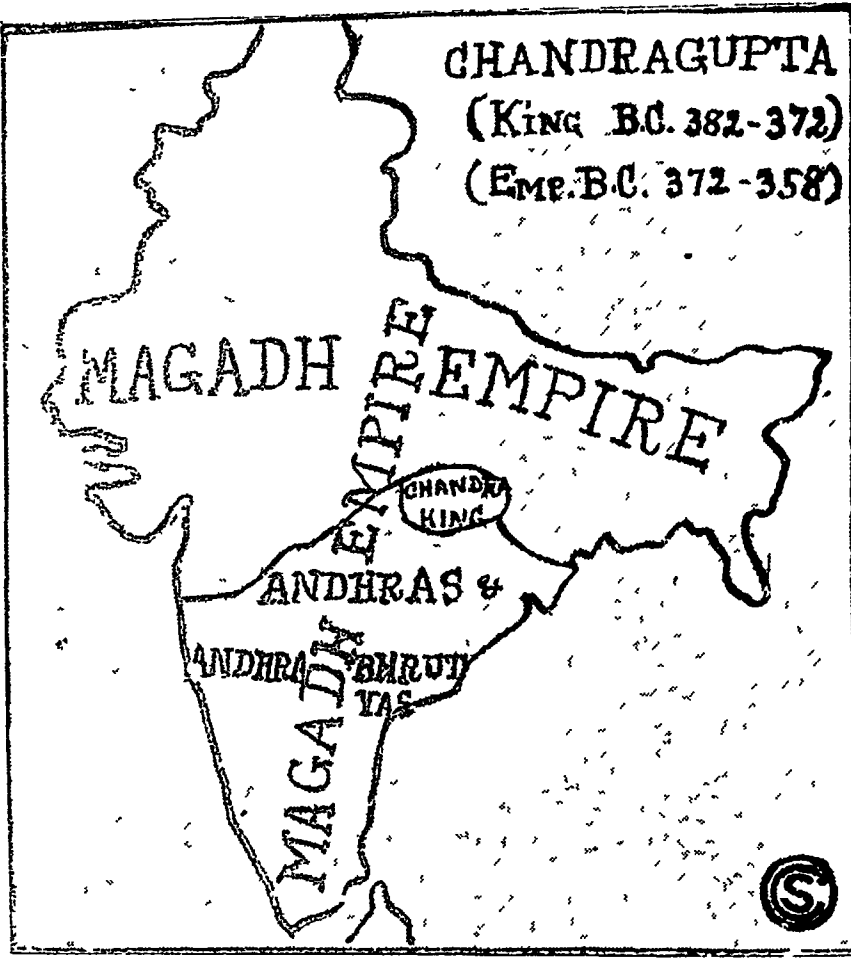 CHANDRAGUPTA
(KING B.C. 382-372)
(EMP. B.C. 372-358)
MAGADH EMPIRE
MAGADH EMPIRE
CHANDRA
KING
ANDHRAS &
ANDHRA BHRUT
YAS
S